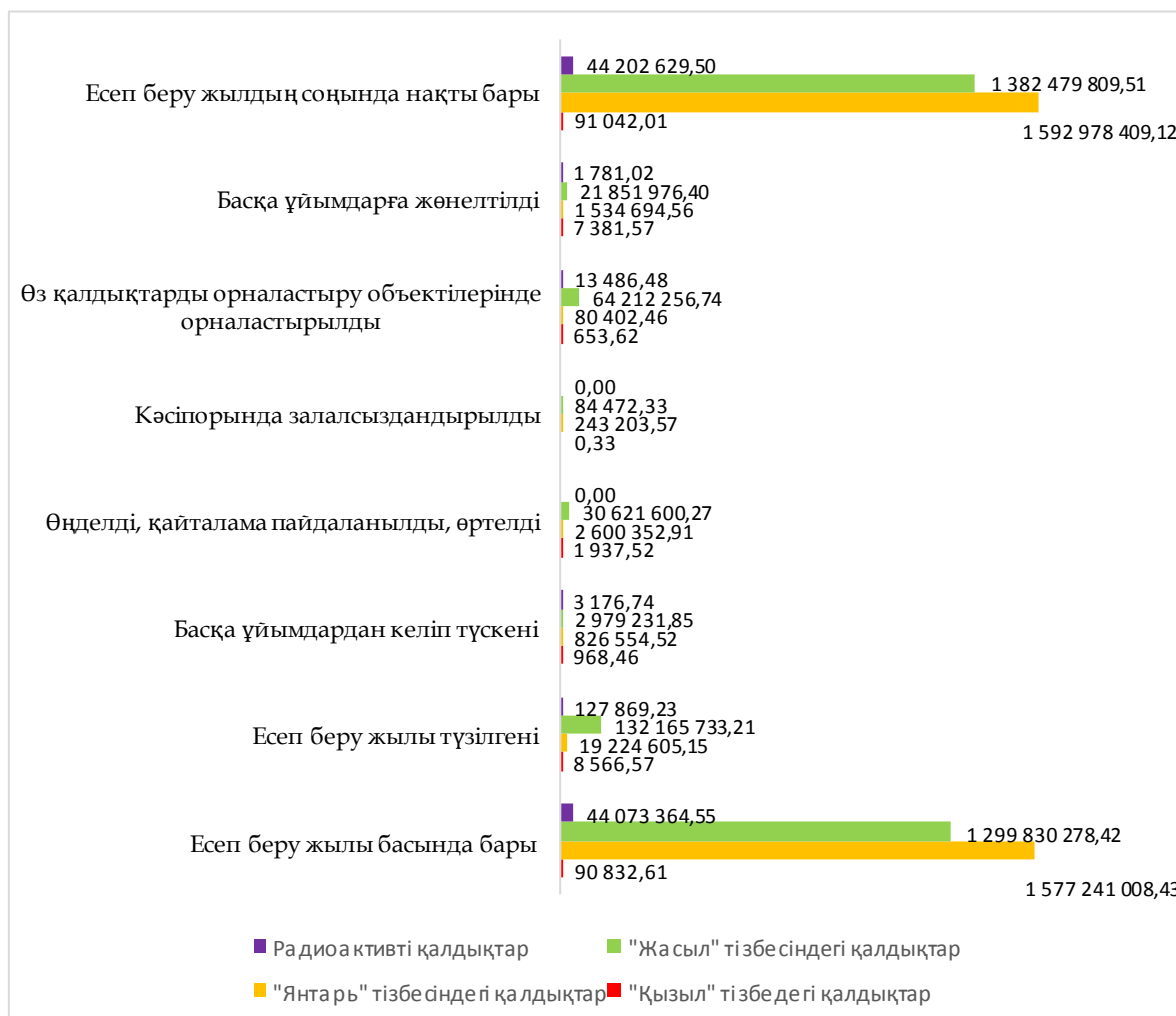 44 202 629,50
1 382 479 809,51
Есеп беру жылдың соңында нақты бары
1 592 978 409,12
91 042,01
1 781,02
21 851 976,40
Басқа ұйымдарға жөнелтілді
1 534 694,56
7 381,57
13 486,48
64 212 256,74
Өз қалдықтарды орналастыру объектілерінде
орналастырылды
80 402,46
653,62
0,00
84 472,33
Кәсіпорында залалсыздандырылды
243 203,57
0,33
0,00
30 621 600,27
Өңделді, қайталама пайдаланылды, өртелді
2 600 352,91
1 937,52
3 176,74
2 979 231,85
Басқа ұйымдардан келіп түскені
826 554,52
968,46
127 869,23
132 165 733,21
Есеп беру жылы түзілгені
19 224 605,15
8 566,57
44 073 364,55
1 299 830 278,42
Есеп беру жылы басында бары
1 577 241 008,43
90 832,61
Радиоактивті қалдықтар
"Жасыл" тізбесіндегі қалдықтар
"Янтарь" тізбесіндегі қалдықтар
"Қызыл" тізбедегі қалдықтар